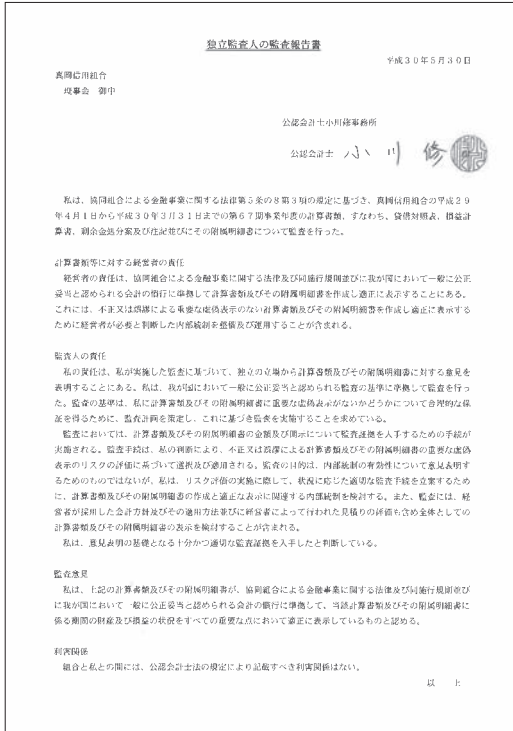 独立監査人の監査報告書
平成30年5月30日
真岡信用組合
理事会 御中
公認会計士小川修事務所
公認会計士 小川 修
私は、協同組合による金融事業に関する法律第5条の8第3項の規定に基づき、真岡信用組合の平成29
年4月1日から平成30年3月31日までの第67期事業年度の計算書類、すなわち、貸借対照表、損益計
算書、剰余金処分案及び注記並びにその附属明細書について監査を行った。
計算書類等に対する経営者の責任
経営者の責任は、協同組合による金融事業に関する法律及び同施行規則並びに我が国において一般に公正
妥当と認められる会計の慣行に準拠して計算書類及びその附属明細書を作成し適正に表示することにある。
これには、不正又は誤謬による重要な虚偽表示のない計算書類及びその附属明細書を作成し適正に表示する
ために経営者が必要と判断した内部統制を整備及び運用することが含まれる。
監査人の責任
私の責任は、私が実施した監査に基づいて、独立の立場から計算書類及びその附属明細書に対する意見を
表明することにある。私は、我が国において一般に公正妥当と認められる監査の基準に準拠して監査を行っ
た。監査の基準は、私に計算書類及びその附属明細書に重要な虚偽表示がないかどうかについて合理的な保
証を得るために、監査計画を策定し、これに基づき監査を実施することを求めている。
監査においては、計算書類及びその附属明細書の金額及び開示について監査証拠を入手するための手続が
実施される。監査手続は、私の判断により、不正又は誤謬による計算書類及びその附属明細書の重要な虚偽
表示のリスクの評価に基づいて選択及び適用される。監査の目的は、内部統制の有効性について意見表明す
るためのものではないが、私は、リスク評価の実施に際して、状況に応じた適切な監査手続を立案するため
に、計算書類及びその附属明細書の作成と適正な表示に関連する内部統制を検討する。また、監査には、経
営者が採用した会計方針及びその適用方法並びに経営者によって行われた見積りの評価も含め全体としての
計算書類及びその附属明細書の表示を検討することが含まれる。
私は、意見表明の基礎となる十分かつ適切な監査証拠を入手したと判断している。
監査意見
私は、上記の計算書類及びその附属明細書が、協同組合による金融事業に関する法律及び同施行規則並び
に我が国において一般に公正妥当と認められる会計の慣行に準拠して、当該計算書類及びその附属明細書に
係る期間の財産及び損益の状況をすべての重要な点において適正に表示しているものと認める。
利害関係
組合と私との間には、公認会計士法の規定により記載すべき利害関係はない。
以 上